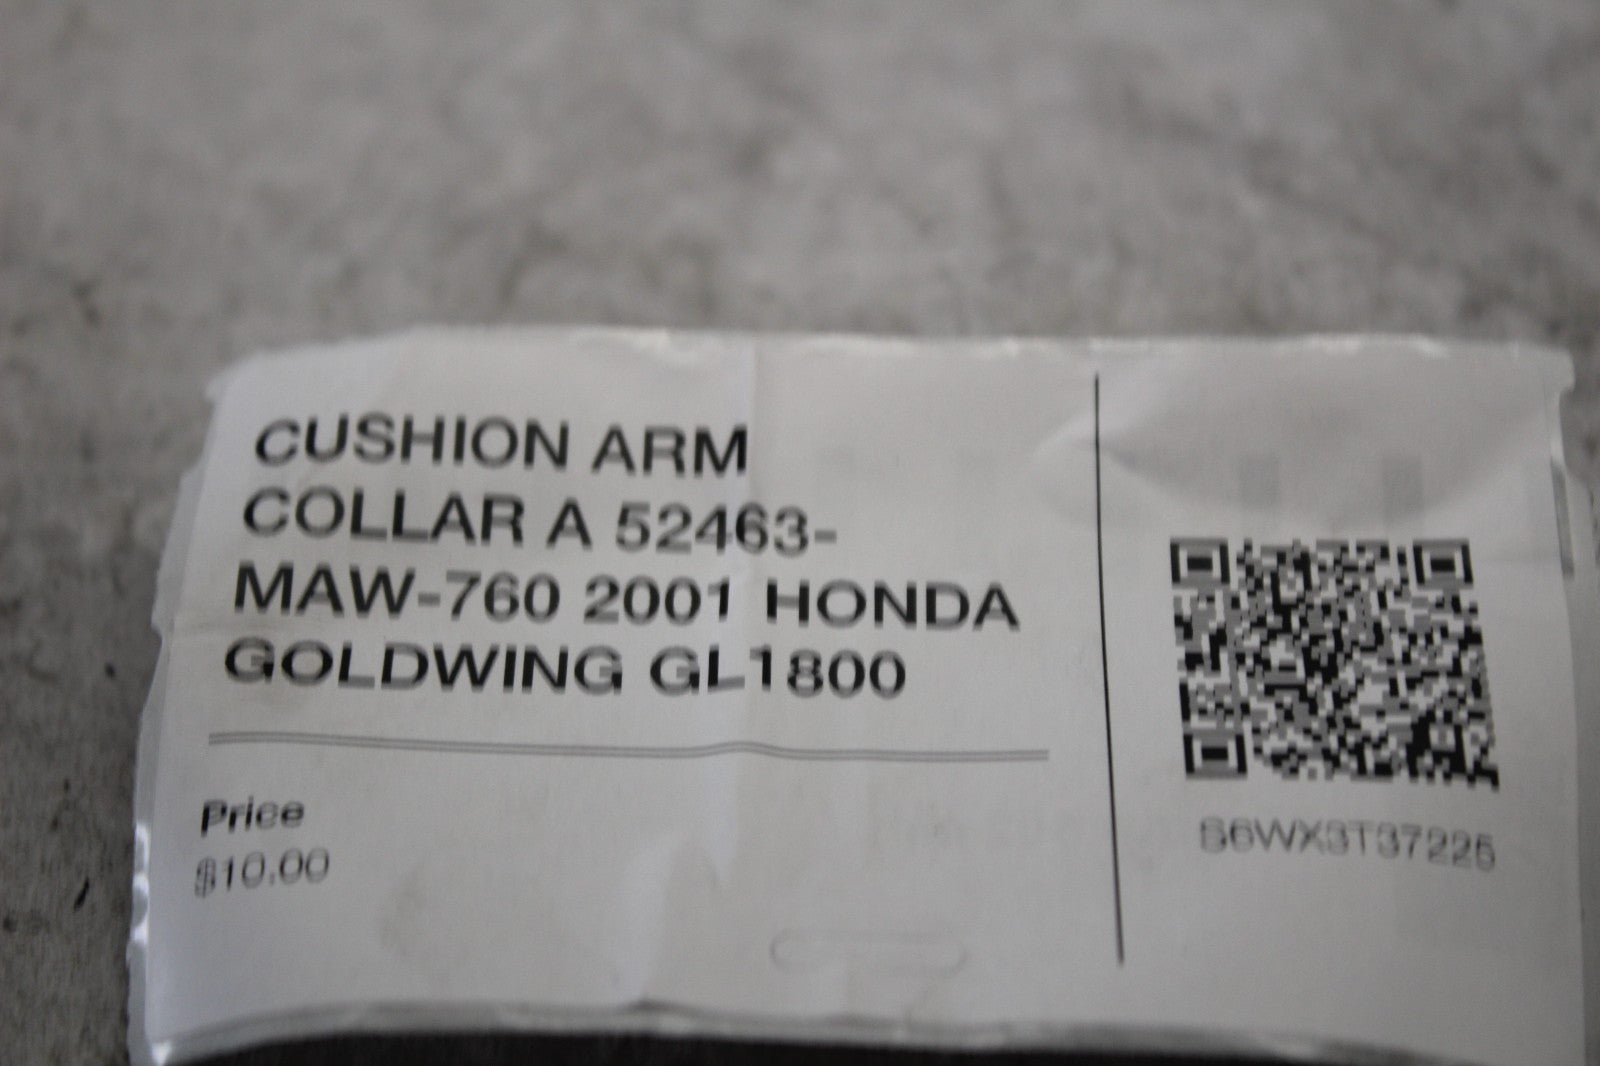 CUSHION ARM
COLLAR A 52463-
MAW-760 2001 HONDA
GOLDWING GL1800
Price
$10.00
S6WX3T37225